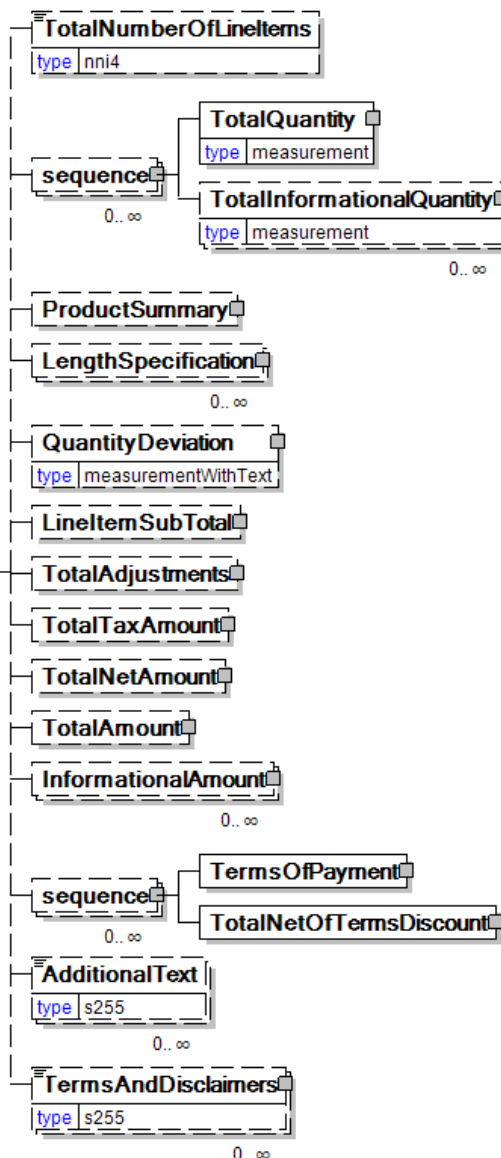 TotalNumberOfLineItems
type nni4
TotalQuantity
type measurement
sequence
0.. ∞
TotalInformationalQuantity
type measurement
0.. ∞
ProductSummary
LengthSpecification
0.. ∞
QuantityDeviation
type measurementWithText
LineItemSubTotal
TotalAdjustments
TotalTaxAmount
TotalNetAmount
TotalAmount
InformationalAmount
0.. ∞
TermsOfPayment
sequence
0.. ∞
TotalNetOfTermsDiscount
AdditionalText
type s255
0.. ∞
TermsAndDisclaimers
type s255
0.. ∞